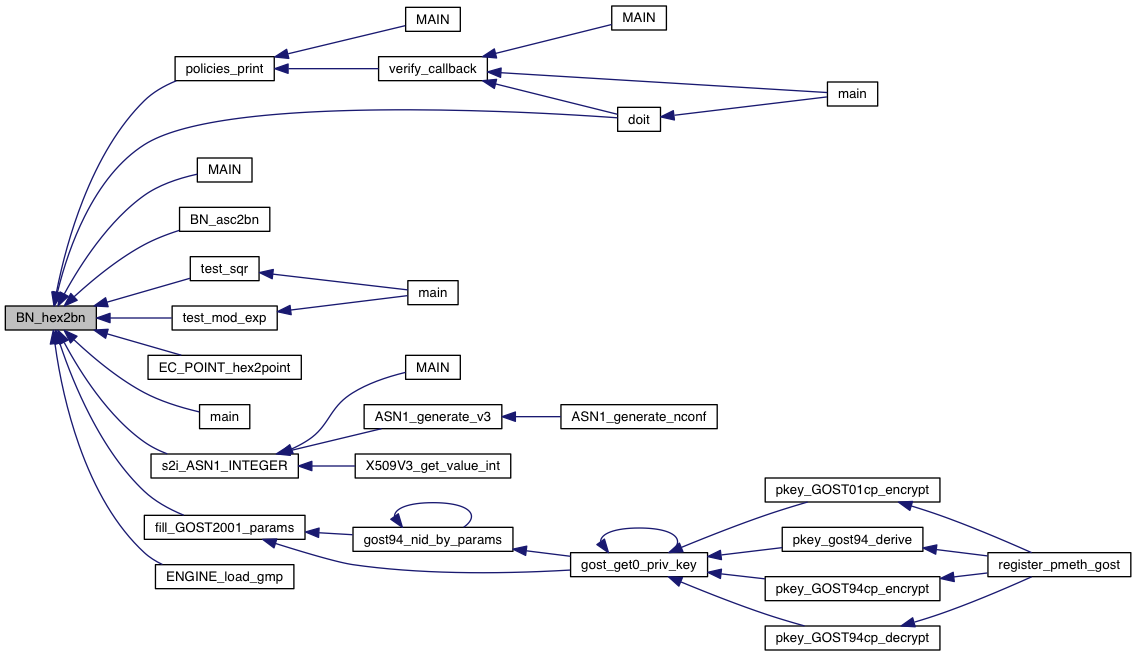 MAIN
MAIN
policies_print
verify_callback
main
doit
MAIN
BN_asc2bn
test_sqr
main
BN_hex2bn
test_mod_exp
EC_POINT_hex2point
MAIN
main
ASN1_generate_v3
ASN1_generate_nconf
s2i_ASN1_INTEGER
X509V3_get_value_int
pkey_GOST01cp_encrypt
fill_GOST2001_params
gost94_nid_by_params
pkey_gost94_derive
gost_get0_priv_key
register_pmeth_gost
ENGINE_load_gmp
pkey_GOST94cp_encrypt
pkey_GOST94cp_decrypt